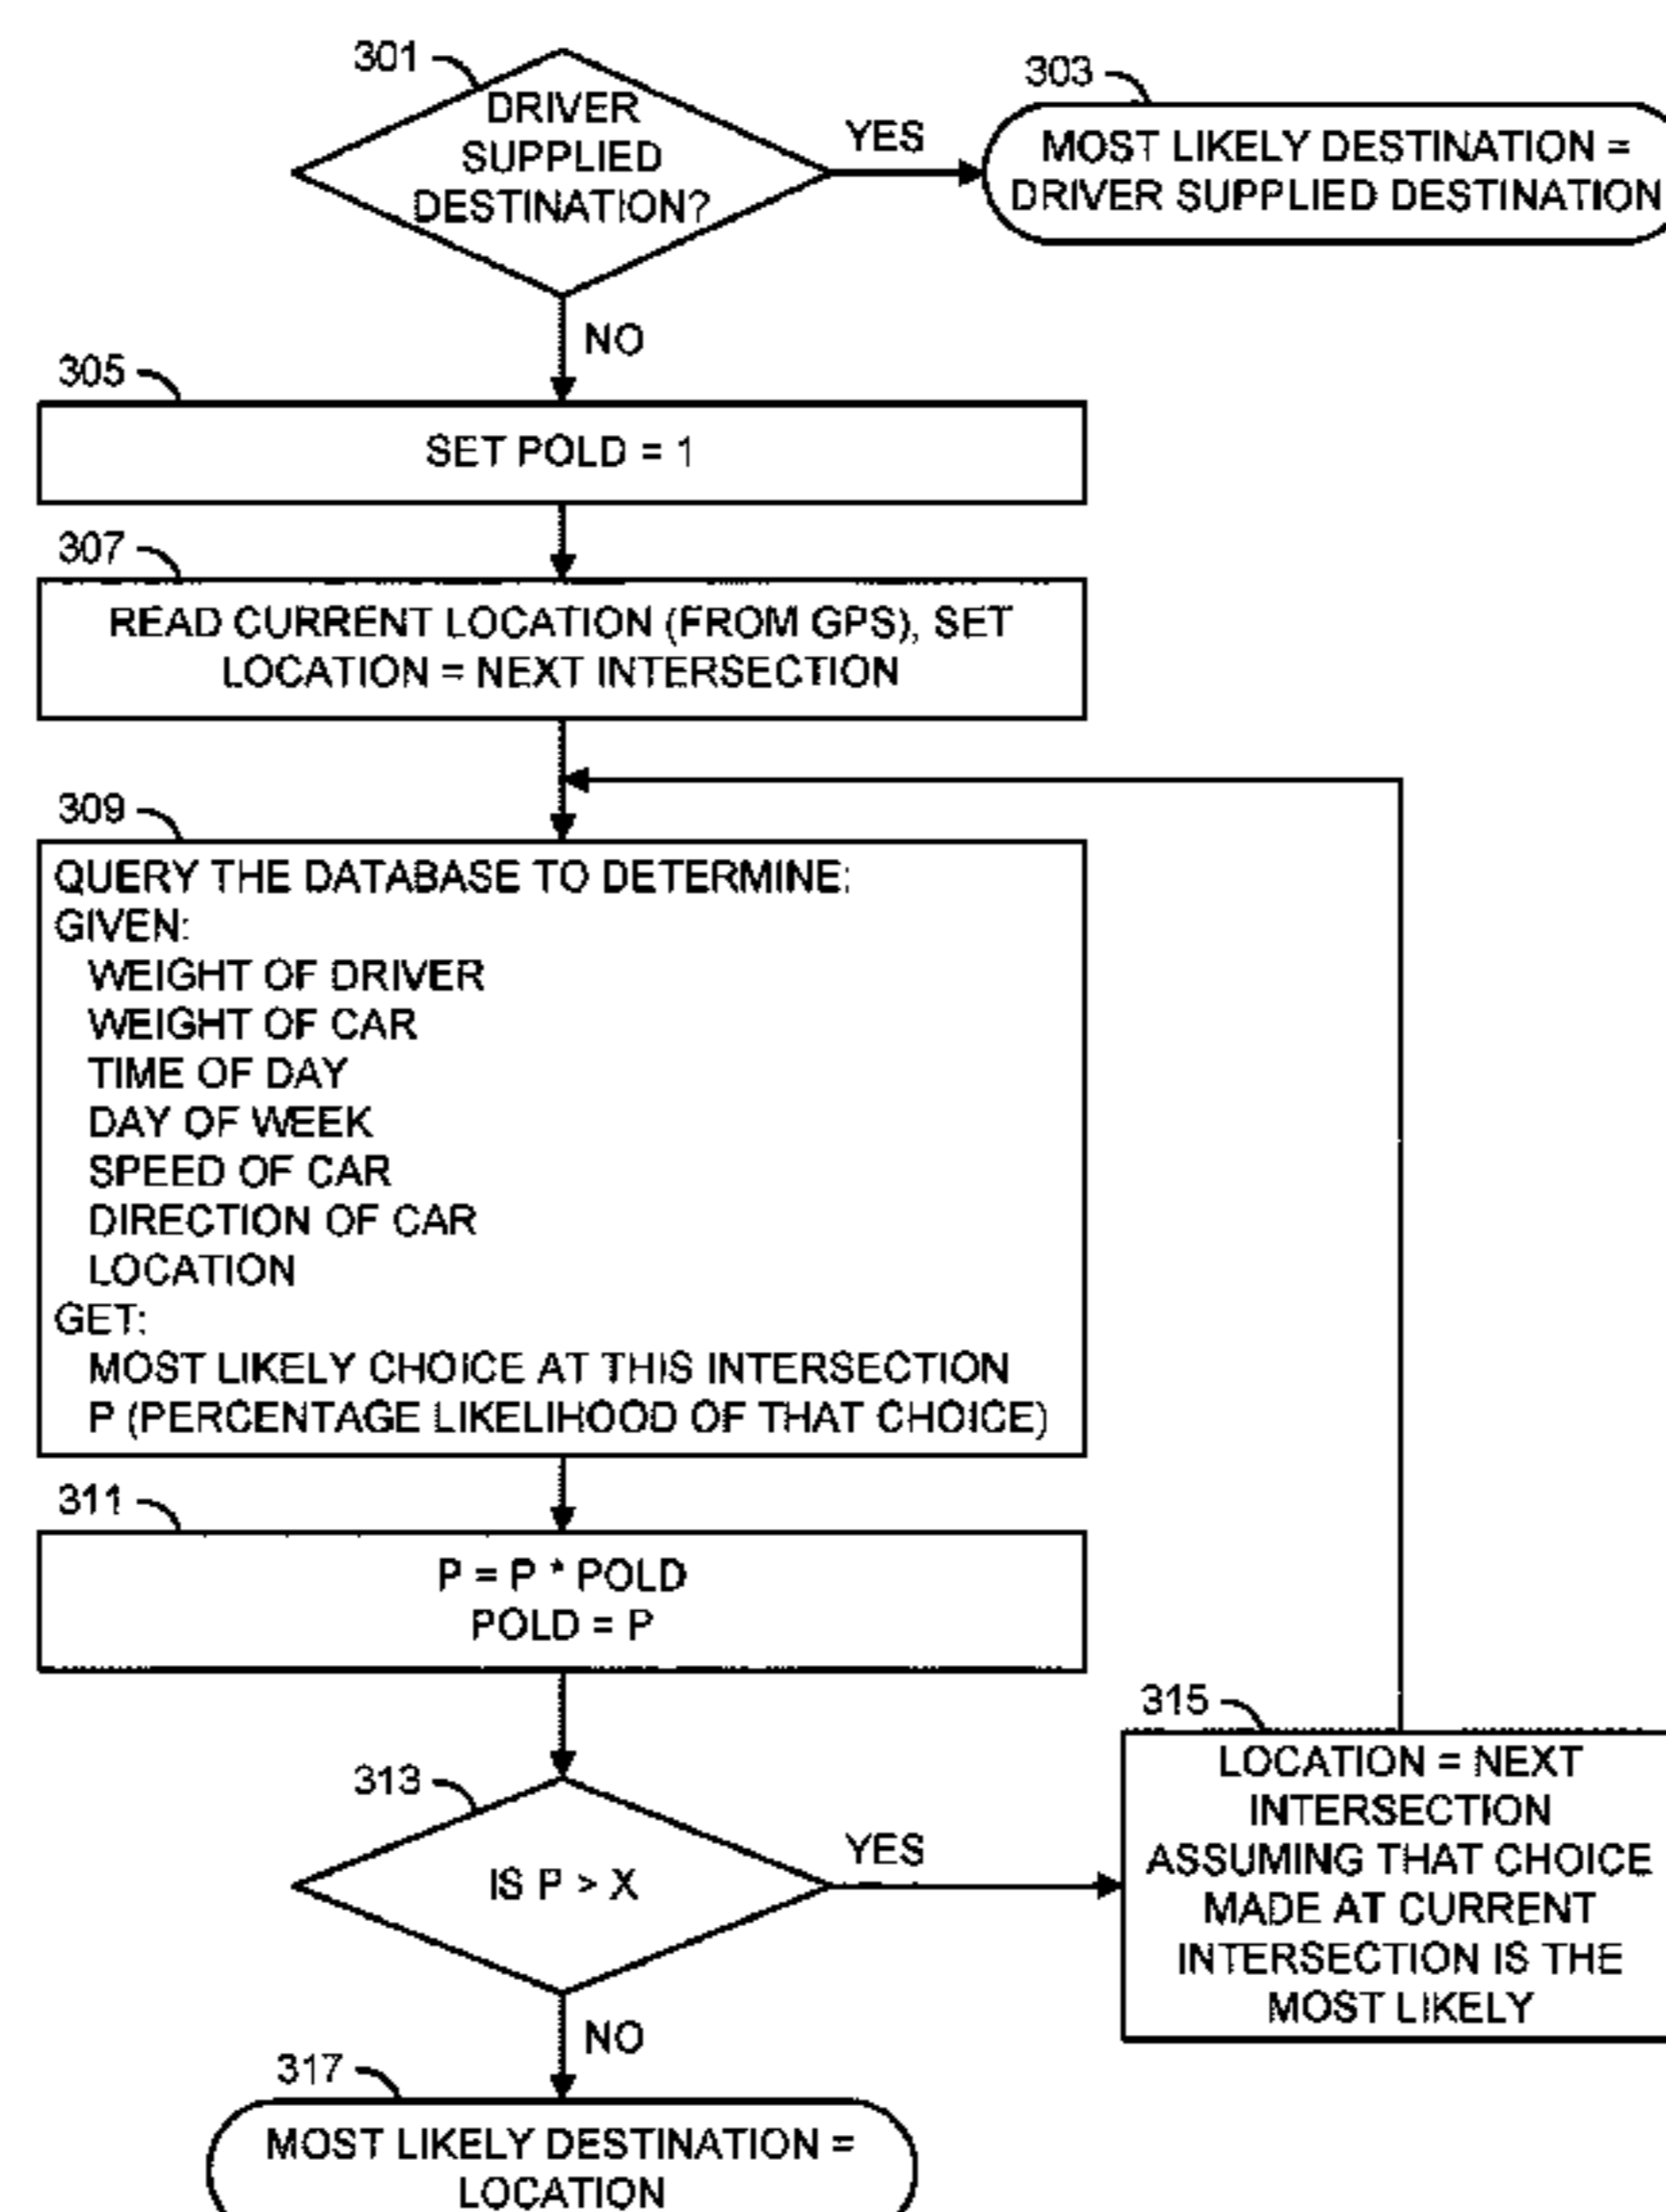 301
DRIVER
SUPPLIED
DESTINATION?
YES
303
MOST LIKELY DESTINATION =
DRIVER SUPPLIED DESTINATION
NO
305
SET POLD = 1
307
READ CURRENT LOCATION (FROM GPS), SET
LOCATION = NEXT INTERSECTION
309
QUERY THE DATABASE TO DETERMINE:
GIVEN:
WEIGHT OF DRIVER
WEIGHT OF CAR
TIME OF DAY
DAY OF WEEK
SPEED OF CAR
DIRECTION OF CAR
LOCATION
GET:
MOST LIKELY CHOICE AT THIS INTERSECTION
P (PERCENTAGE LIKELIHOOD OF THAT CHOICE)
311
P = P * POLD
POLD = P
313
IS P > X
YES
315
LOCATION = NEXT
INTERSECTION
ASSUMING THAT CHOICE
MADE AT CURRENT
INTERSECTION IS THE
MOST LIKELY
NO
317
MOST LIKELY DESTINATION =
LOCATION